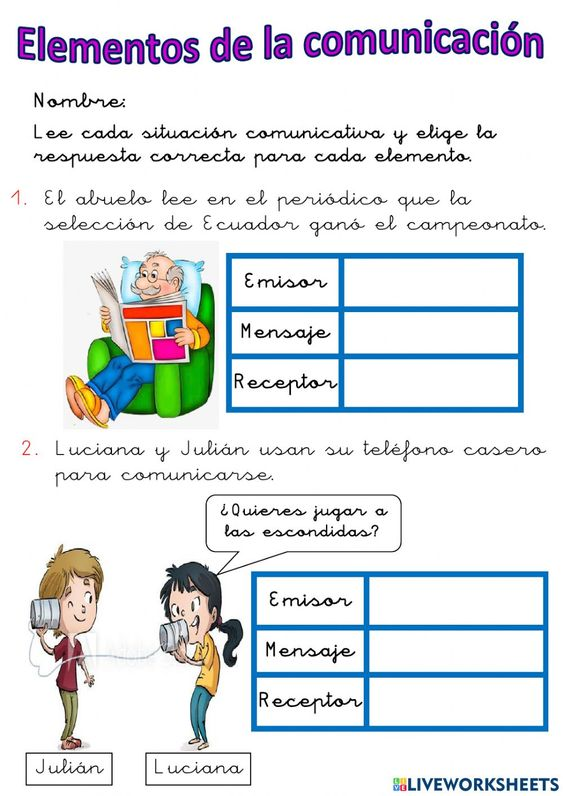 Elementos de la comunicación
Nombre:
Lee cada situación comunicativa y elige la
respuesta correcta para cada elemento.
1. El abuelo lee en el periódico que la
selección de Ecuador ganó el campeonato.
Emisor
Mensaje
Receptor
2. Luciana y Julián usan su teléfono casero
para comunicarse.
¿Quieres jugar a
las escondidas?
Emisor
Mensaje
Receptor
Julián
Luciana
LIVE LIVEWORKSHEETS